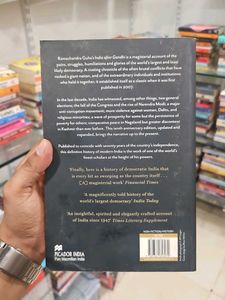 Ramachandra Guha's India after Gandhi is a magisterial account of the
pains, struggles, humiliations and glories of the world's largest and least
likely democracy. A riveting chronicle of the often brutal conflicts that have
rocked a giant nation, and of the extraordinary individuals and institutions
who held it together, it established itself as a classic when it was first
published in 2007.
In the last decade, India has witnessed, among other things, two general
elections; the fall of the Congress and the rise of Narendra Modi; a major
anti-corruption movement; more violence against women, Dalits, and
religious minorities; a wave of prosperity for some but the persistence of
poverty for others; comparative peace in Nagaland but greater discontent
in Kashmir than ever before. This tenth anniversary edition, updated and
expanded, brings the narrative up to the present.
Published to coincide with seventy years of the country's independence,
this definitive history of modern India is the work of one of the world's
finest scholars at the height of his powers.
'Finally, here is a history of democratic India that
is every bit as sweeping as the country itself . . .
[A] magisterial work' Financial Times
'A magnificently told history of
the world's largest democracy' India Today
'An insightful, spirited and elegantly crafted account
of India since 1947' Times Literary Supplement
PICADOR INDIA
Pan Macmillan India
NON-FICTION/HISTORY